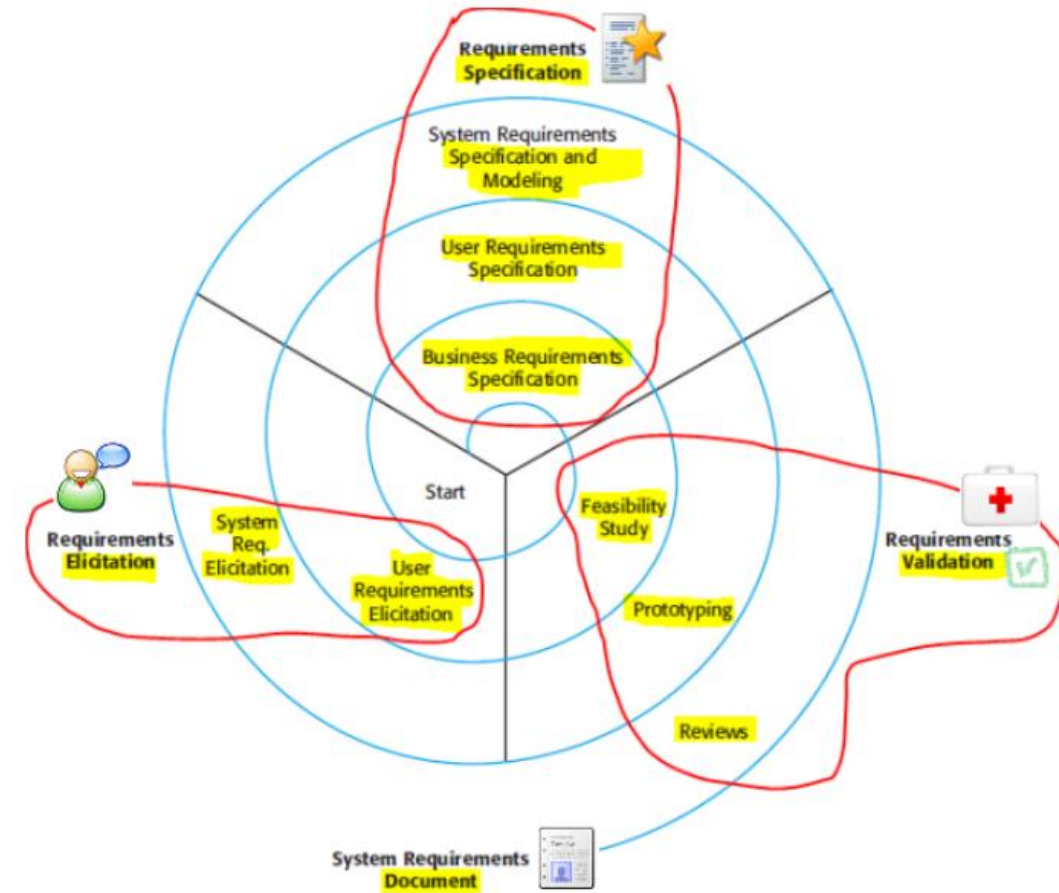 Requirements
Specification
System Requirements
Specification and
Modeling
User Requirements
Specification
Business Requirements
Specification
Start
Feasibility
Study
Requirements
Elicitation
System
Req.
Elicitation
User
Requirements
Elicitation
Requirements
Validation
Prototyping
Reviews
System Requirements
Document